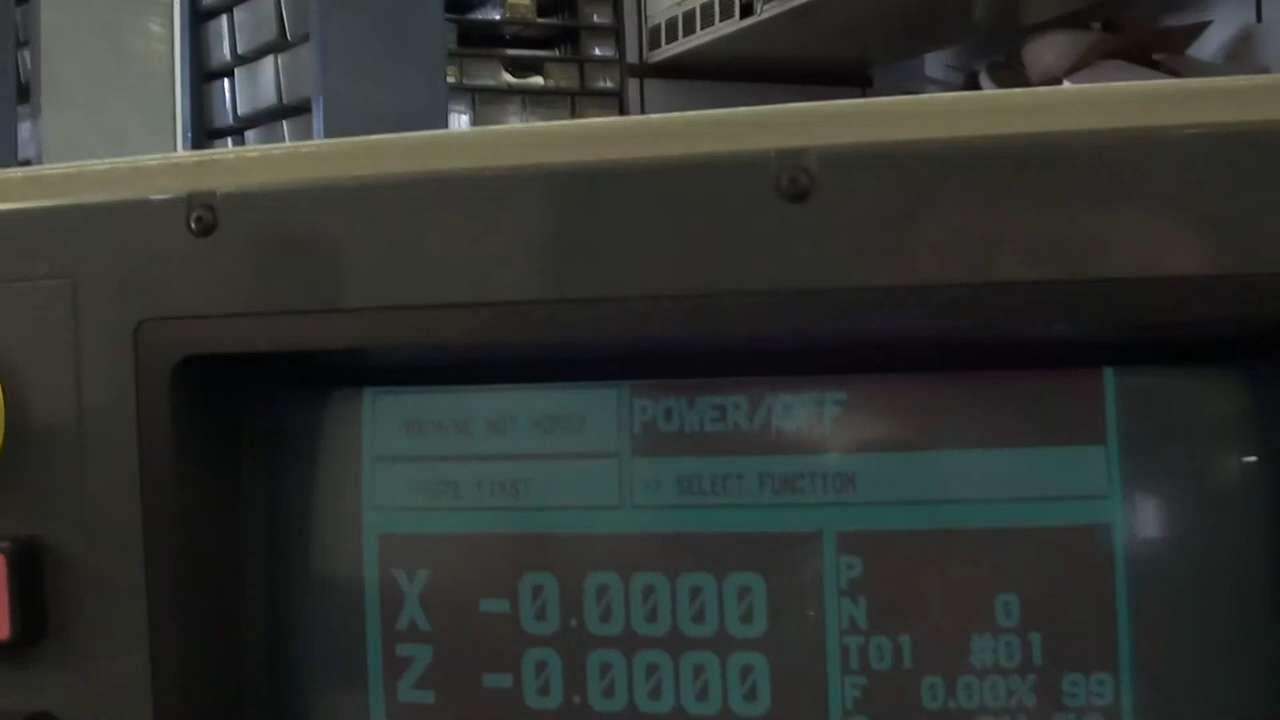 POWER/OFF
>> SELECT FUNCTION
X -0.0000
Z -0.0000
P
N 0
T01 #01
F 0.00% 99